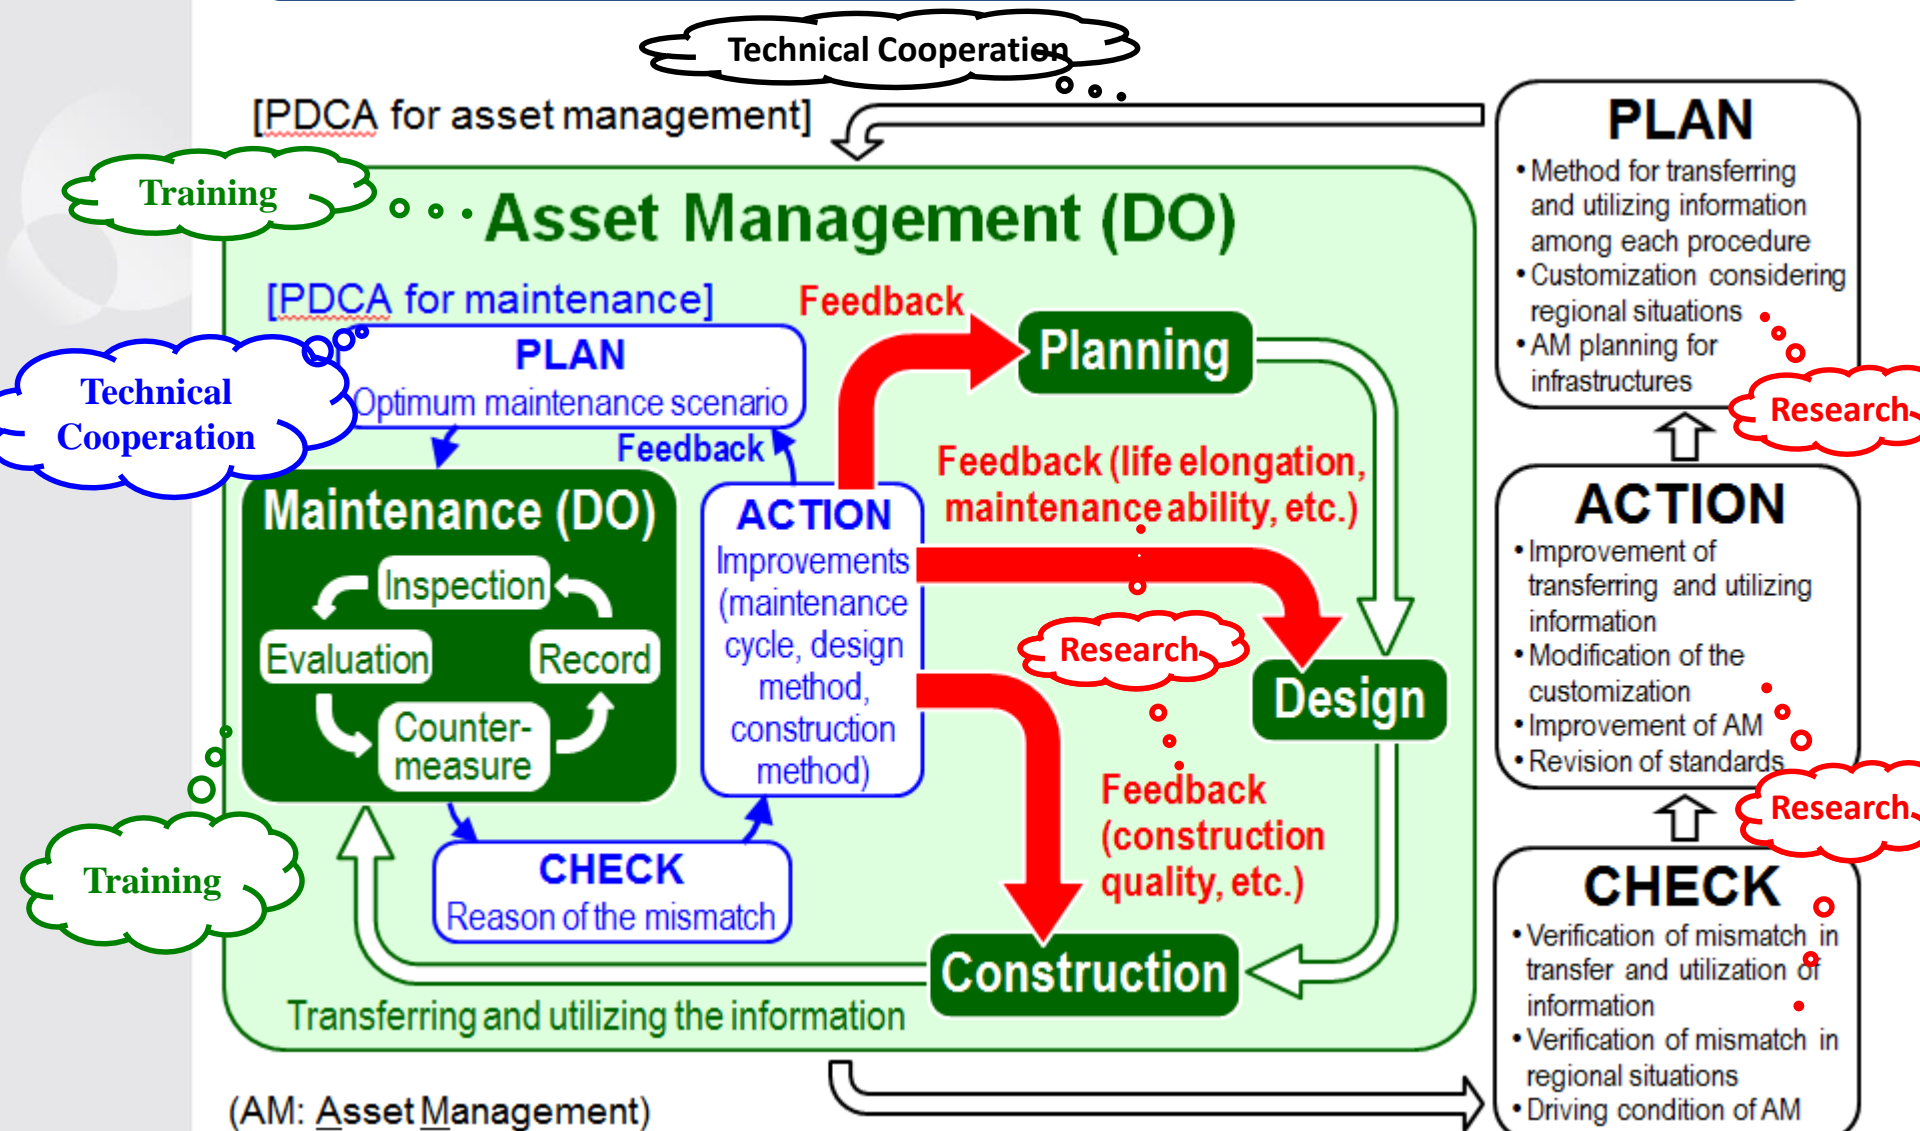 Technical Cooperation
[PDCA for asset management]
Training
Asset Management (DO)
[PDCA for maintenance]
Technical
Cooperation
PLAN
Optimum maintenance scenario
Feedback
Feedback
Planning
Maintenance (DO)
Inspection
Evaluation
Record
Counter-
measure
ACTION
Improvements
(maintenance
cycle, design
method,
construction
method)
Feedback (life elongation,
maintenance ability, etc.)
Research
Design
Feedback
(construction
quality, etc.)
Training
CHECK
Reason of the mismatch
Construction
Transferring and utilizing the information
(AM: Asset Management)
PLAN
• Method for transferring
and utilizing information
among each procedure
• Customization considering
regional situations
• AM planning for
infrastructures
Research
ACTION
• Improvement of
transferring and utilizing
information
• Modification of the
customization
• Improvement of AM
• Revision of standards
Research
CHECK
• Verification of mismatch in
transfer and utilization of
information
• Verification of mismatch in
regional situations
• Driving condition of AM